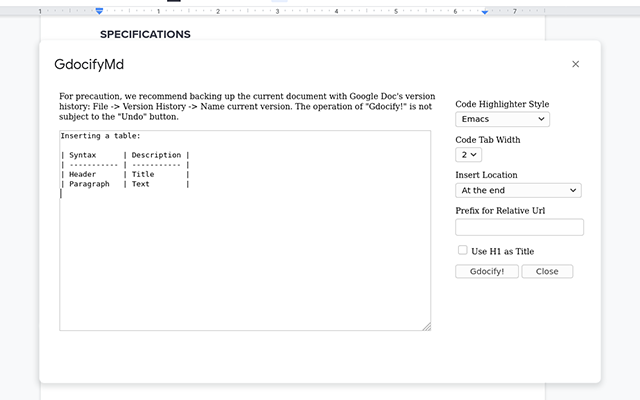 1 1 2 3 4 5 6 7
SPECIFICATIONS
GdocifyMd
For precaution, we recommend backing up the current document with Google Doc's version
history: File -> Version History -> Name current version. The operation of "Gdocify!" is not
subject to the "Undo" button.
Inserting a table:
| Syntax | Description |
| ----------- | ----------- |
| Header | Title |
| Paragraph | Text |
Code Highlighter Style
Emacs
Code Tab Width
2
Insert Location
At the end
Prefix for Relative Url
Use H1 as Title
Gdocify! Close